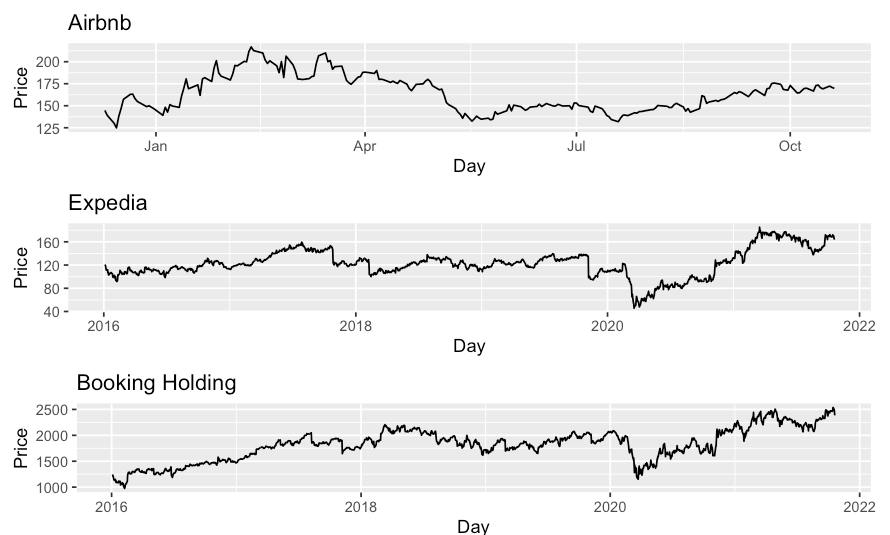 Airbnb
Price
200
175
150
125
Jan Apr Jul Oct
Day
Expedia
Price
160
120
80
40
2016 2018 2020 2022
Day
Booking Holding
Price
2500
2000
1500
1000
2016 2018 2020 2022
Day